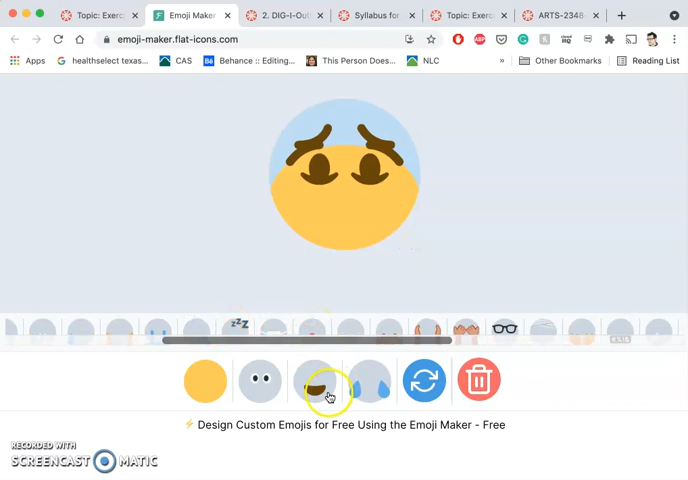 Topic: Exerc
Emoji Maker
2. DIG-I-Out
Syllabus for
Topic: Exerc
ARTS-2348-
emoji-maker.flat-icons.com
ABP
Apps
healthselect texas...
CAS
Bē
Behance :: Editing...
This Person Does...
NLC
»
Other Bookmarks
Reading List
zzZ
⚡ Design Custom Emojis for Free Using the Emoji Maker - Free
RECORDED WITH
SCREENCAST MATIC